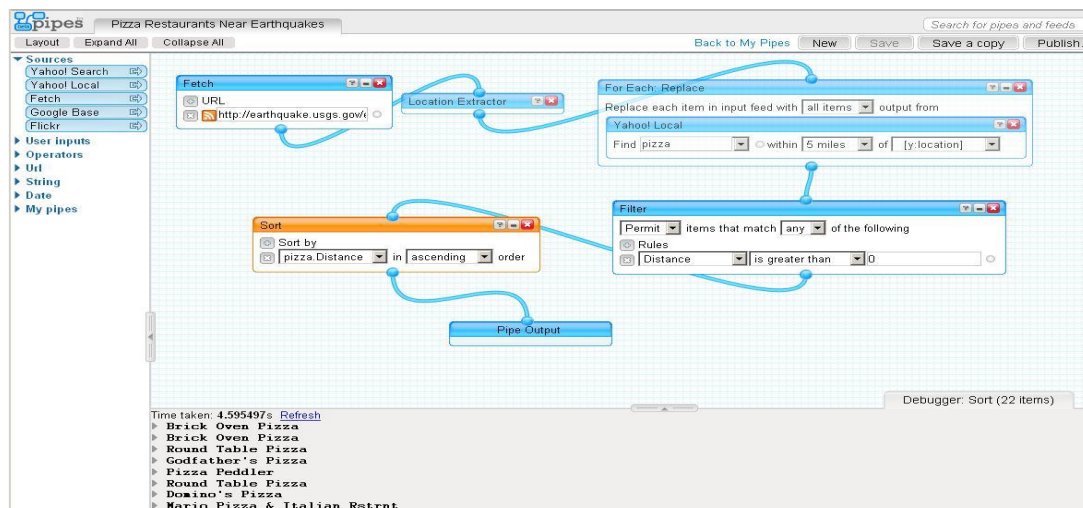 pipes
Pizza Restaurants Near Earthquakes
Search for pipes and feeds
Layout Expand All Collapse All
Back to My Pipes New Save Save a copy Publish
Sources
Yahoo! Search
Yahoo! Local
Fetch
Google Base
Flickr
User inputs
Operators
Url
String
Date
My pipes
Fetch
URL
http://earthquake.usgs.gov/
Location Extractor
For Each: Replace
Replace each item in input feed with all items output from
Yahoo! Local
Find pizza within 5 miles of [y:location]
Filter
Permit items that match any of the following
Rules
Distance is greater than 0
Sort
Sort by
pizza.Distance in ascending order
Pipe Output
Debugger: Sort (22 items)
Time taken: 4.595497s Refresh
Brick Oven Pizza
Brick Oven Pizza
Round Table Pizza
Godfather's Pizza
Pizza Peddler
Round Table Pizza
Domino's Pizza
Mario Pizza & Italian Rstrnt